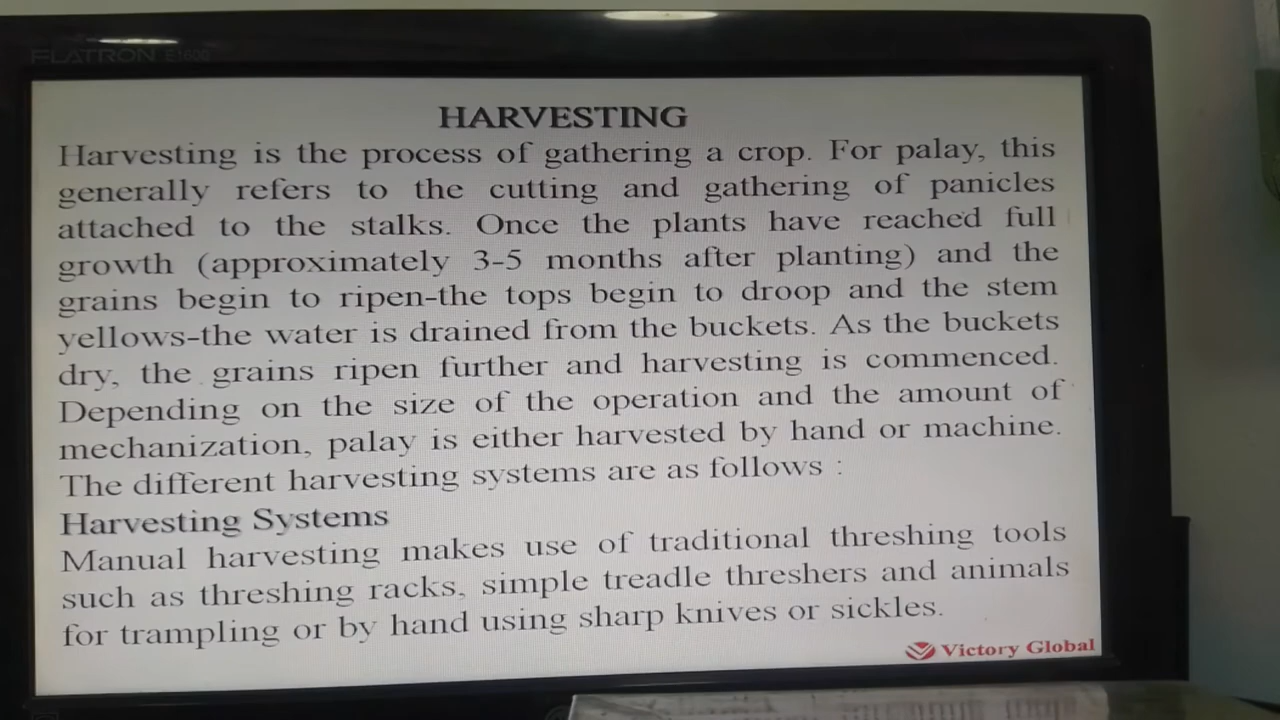 FLATRON E160S
HARVESTING
Harvesting is the process of gathering a crop. For palay, this
generally refers to the cutting and gathering of panicles
attached to the stalks. Once the plants have reached full
growth (approximately 3-5 months after planting) and the
grains begin to ripen-the tops begin to droop and the stem
yellows-the water is drained from the buckets. As the buckets
dry, the grains ripen further and harvesting is commenced.
Depending on the size of the operation and the amount of
mechanization, palay is either harvested by hand or machine.
The different harvesting systems are as follows :
Harvesting Systems
Manual harvesting makes use of traditional threshing tools
such as threshing racks, simple treadle threshers and animals
for trampling or by hand using sharp knives or sickles.
Victory Global